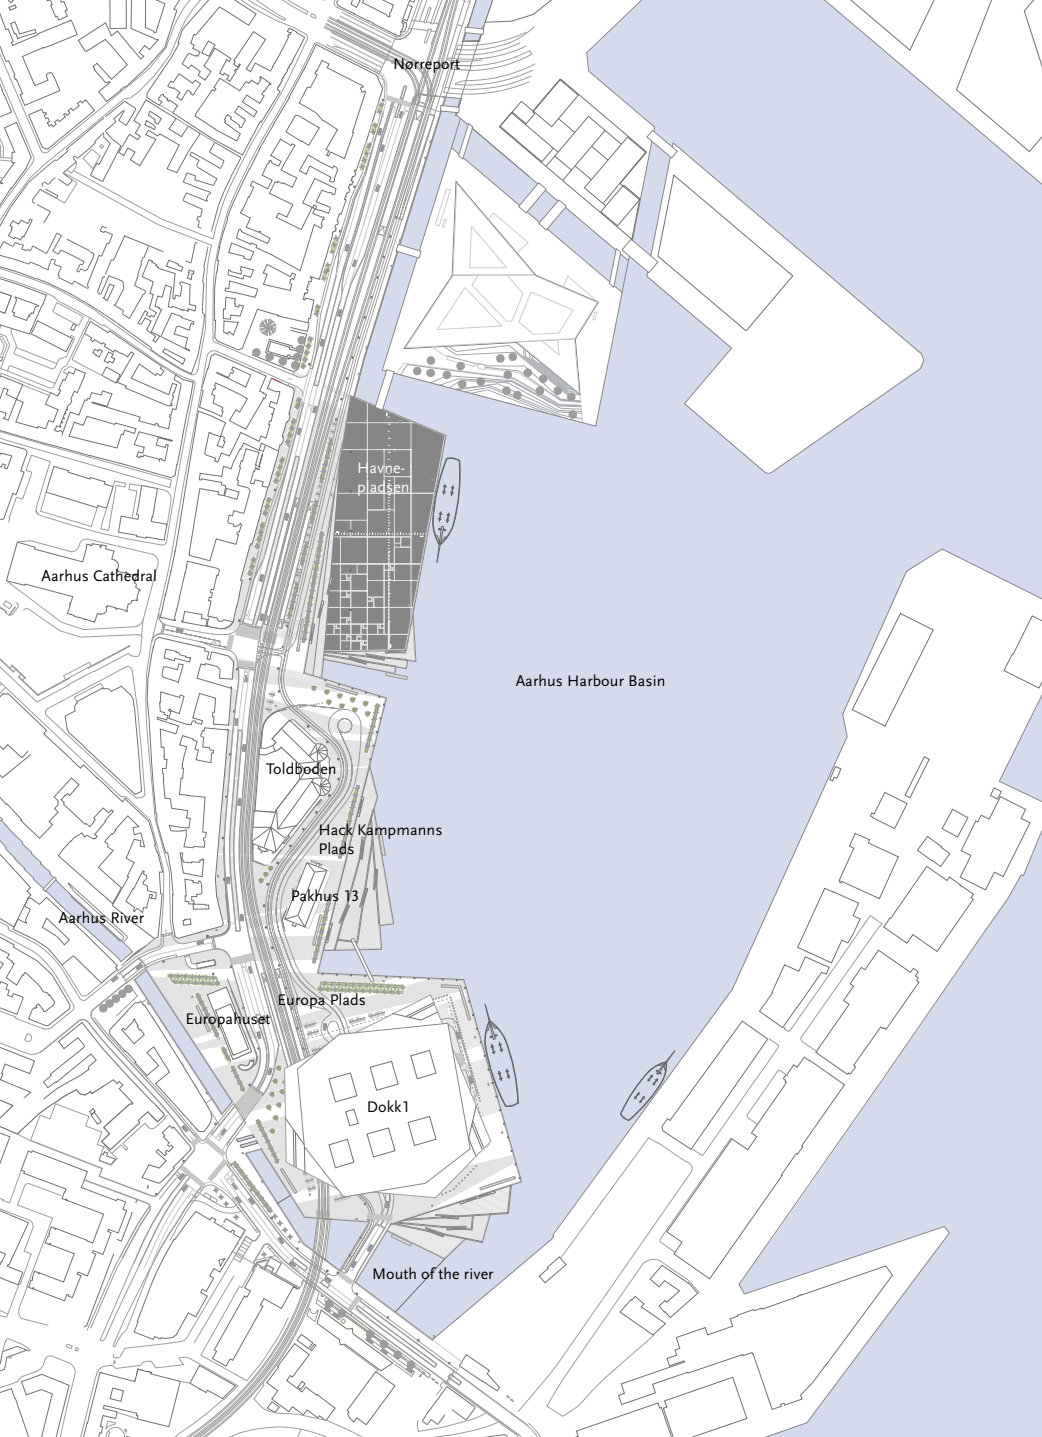 Nørreport
Havne-
pladsen
Aarhus Cathedral
Aarhus Harbour Basin
Toldboden
Hack Kampmanns
Plads
Pakhus 13
Aarhus River
Europa Plads
Europahuset
Dokk1
Mouth of the river